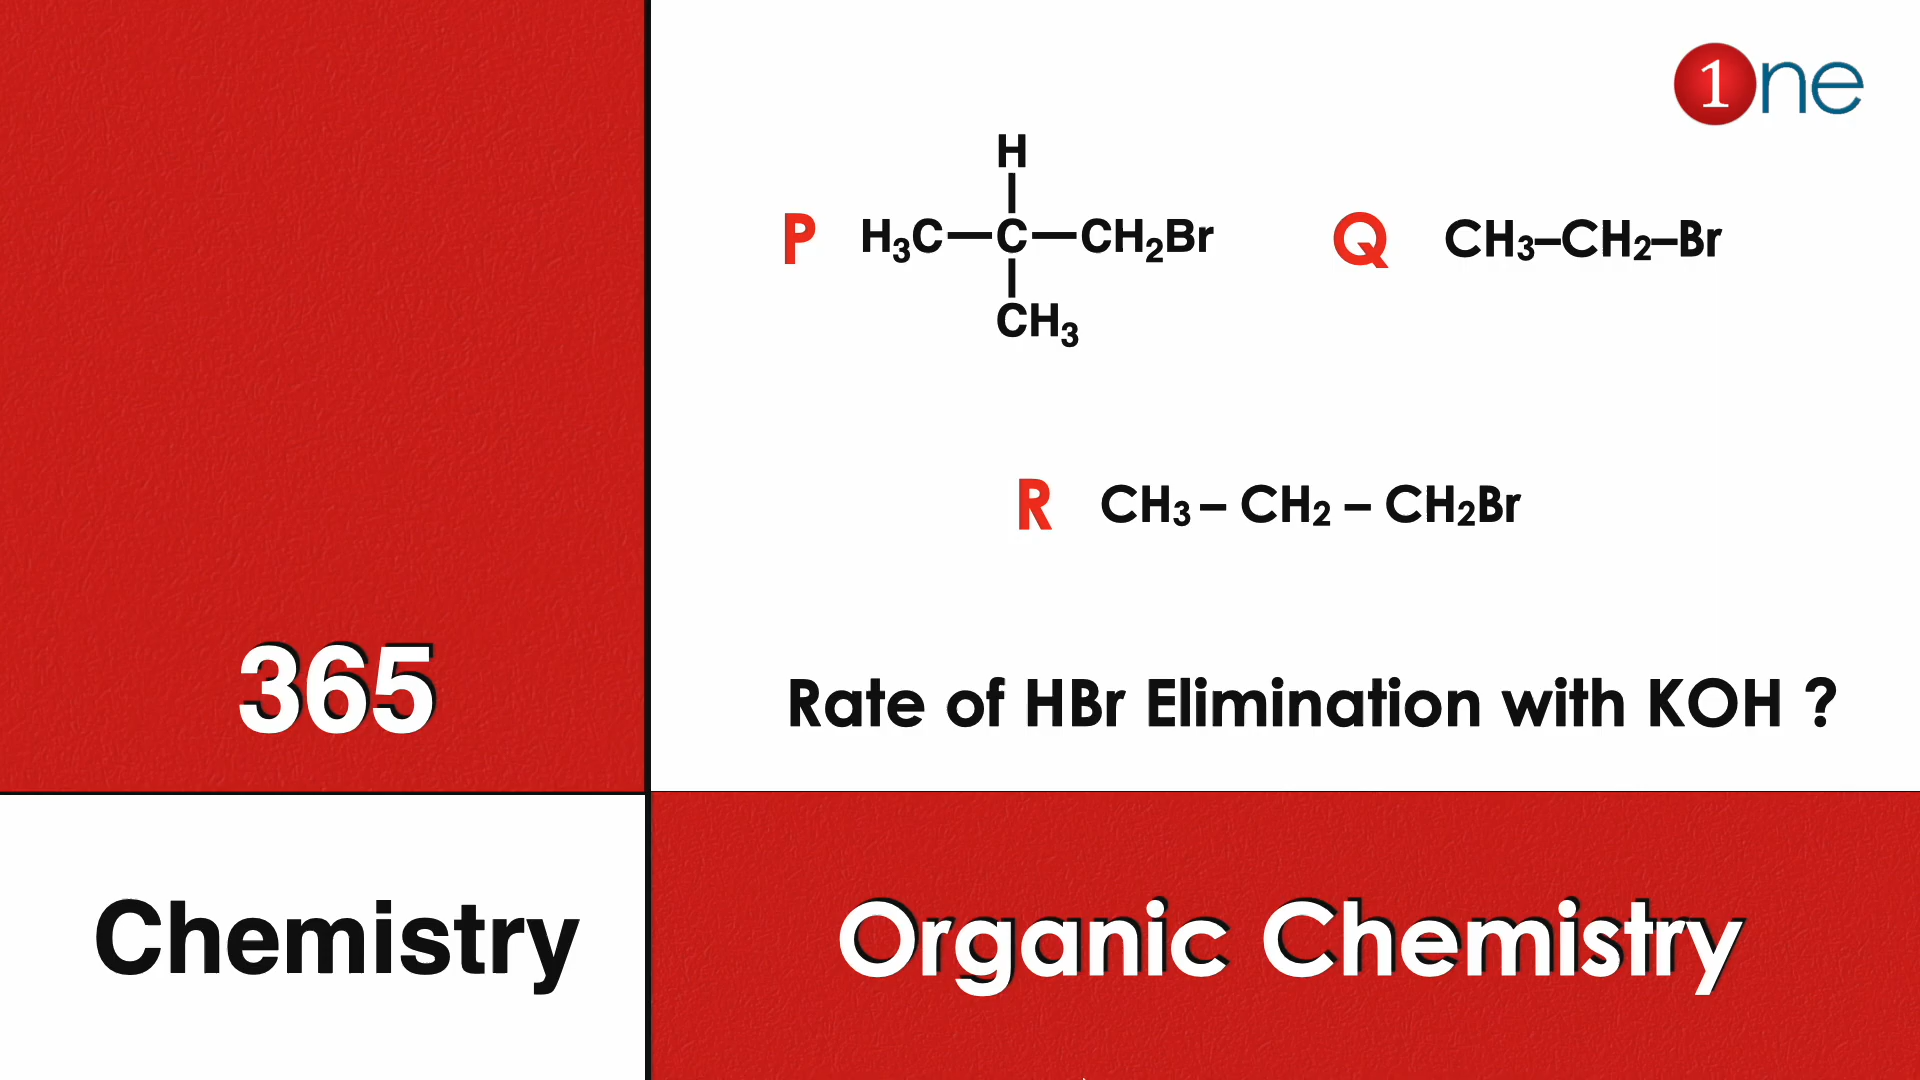 1ne
H
P H₃C—C—CH₂Br
CH₃
Q CH₃–CH₂–Br
R CH₃ – CH₂ – CH₂Br
365
Rate of HBr Elimination with KOH ?
Chemistry
Organic Chemistry